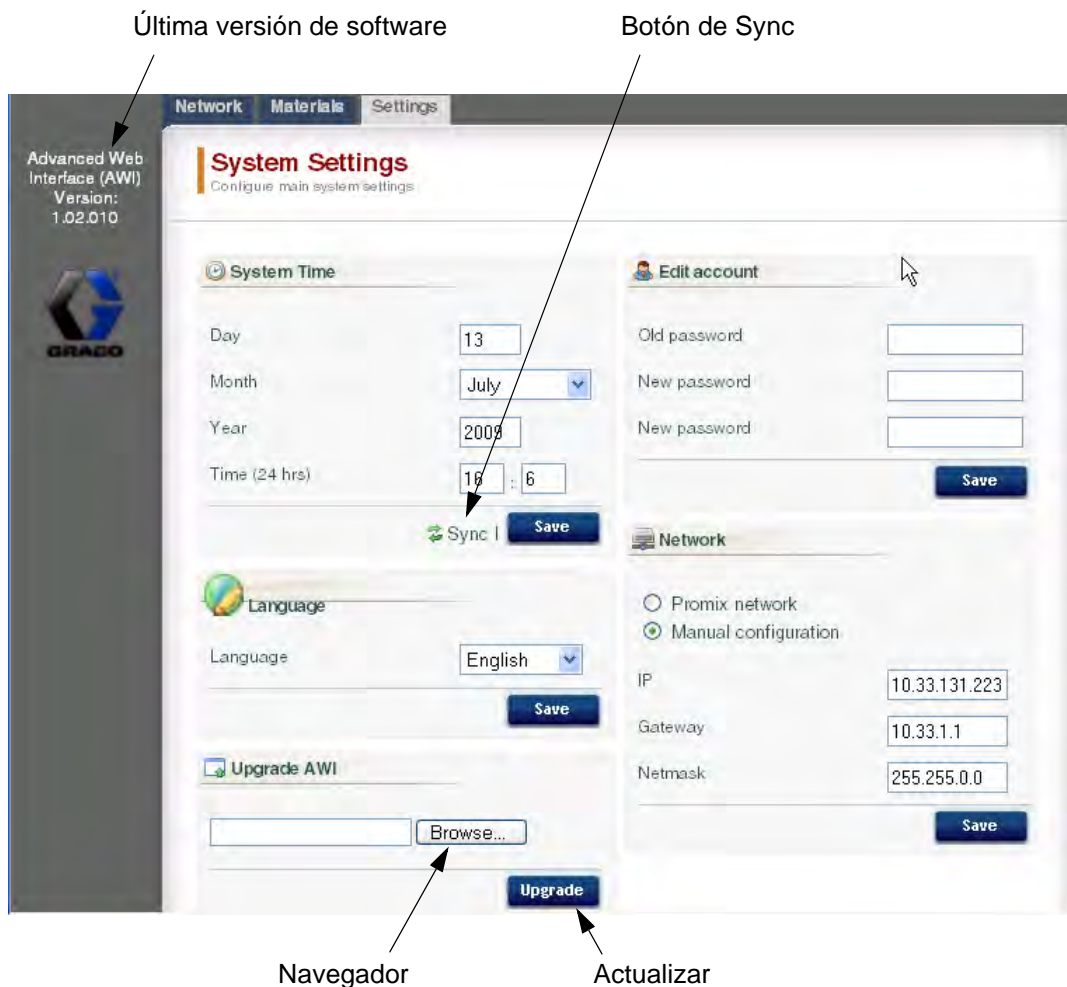 Última versión de software
Botón de Sync
Network Materials Settings
Advanced Web
Interface (AWI)
Version:
1.02.010
GRACO
System Settings
Configure main system settings
System Time
Day 13
Month July
Year 2009
Time (24 hrs) 16 : 6
Sync | Save
Language
Language English
Save
Upgrade AWI
Browse...
Upgrade
Edit account
Old password
New password
New password
Save
Network
Promix network
Manual configuration
IP 10.33.131.223
Gateway 10.33.1.1
Netmask 255.255.0.0
Save
Navegador
Actualizar